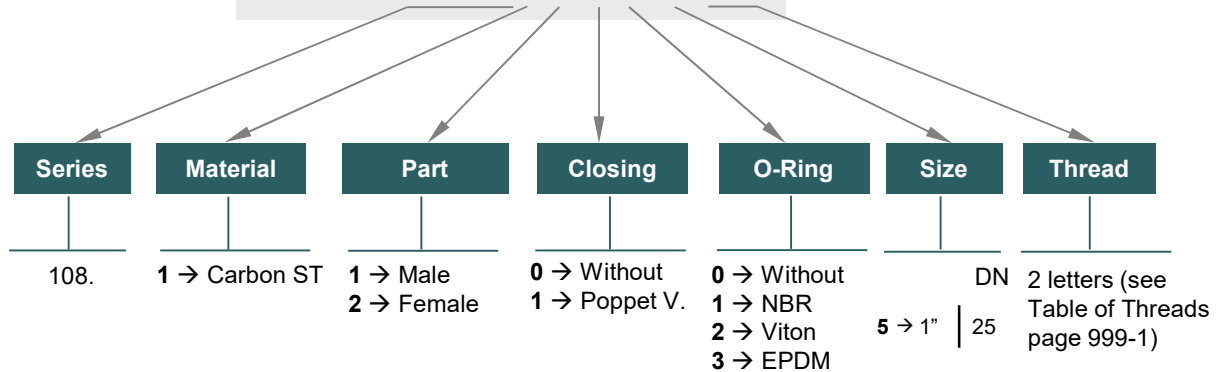 Series
Material
Part
Closing
O-Ring
Size
Thread
108.
1 → Carbon ST
1 → Male
2 → Female
0 → Without
1 → Poppet V.
0 → Without
1 → NBR
2 → Viton
3 → EPDM
DN
5 → 1” | 25
2 letters (see
Table of Threads
page 999-1)